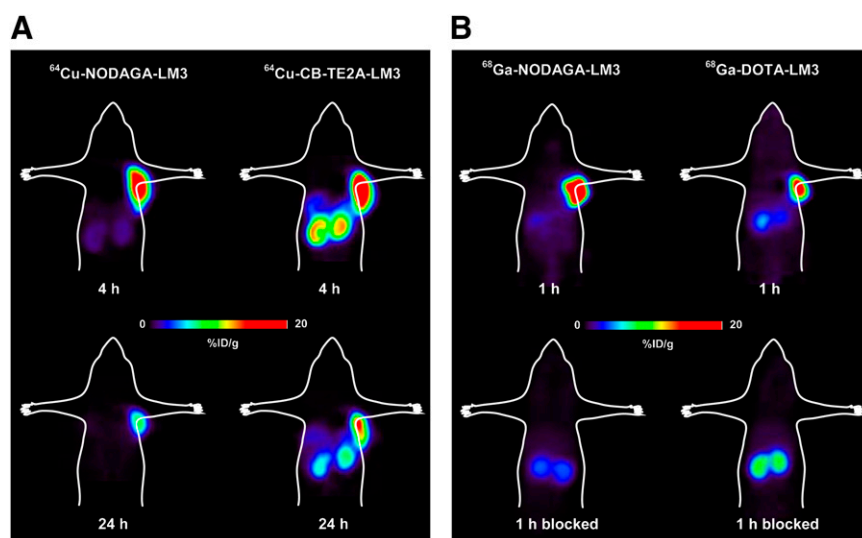 A
B
⁶⁴Cu-NODAGA-LM3
⁶⁴Cu-CB-TE2A-LM3
⁶⁸Ga-NODAGA-LM3
⁶⁸Ga-DOTA-LM3
4 h
4 h
1 h
1 h
0
20
%ID/g
0
20
%ID/g
24 h
24 h
1 h blocked
1 h blocked